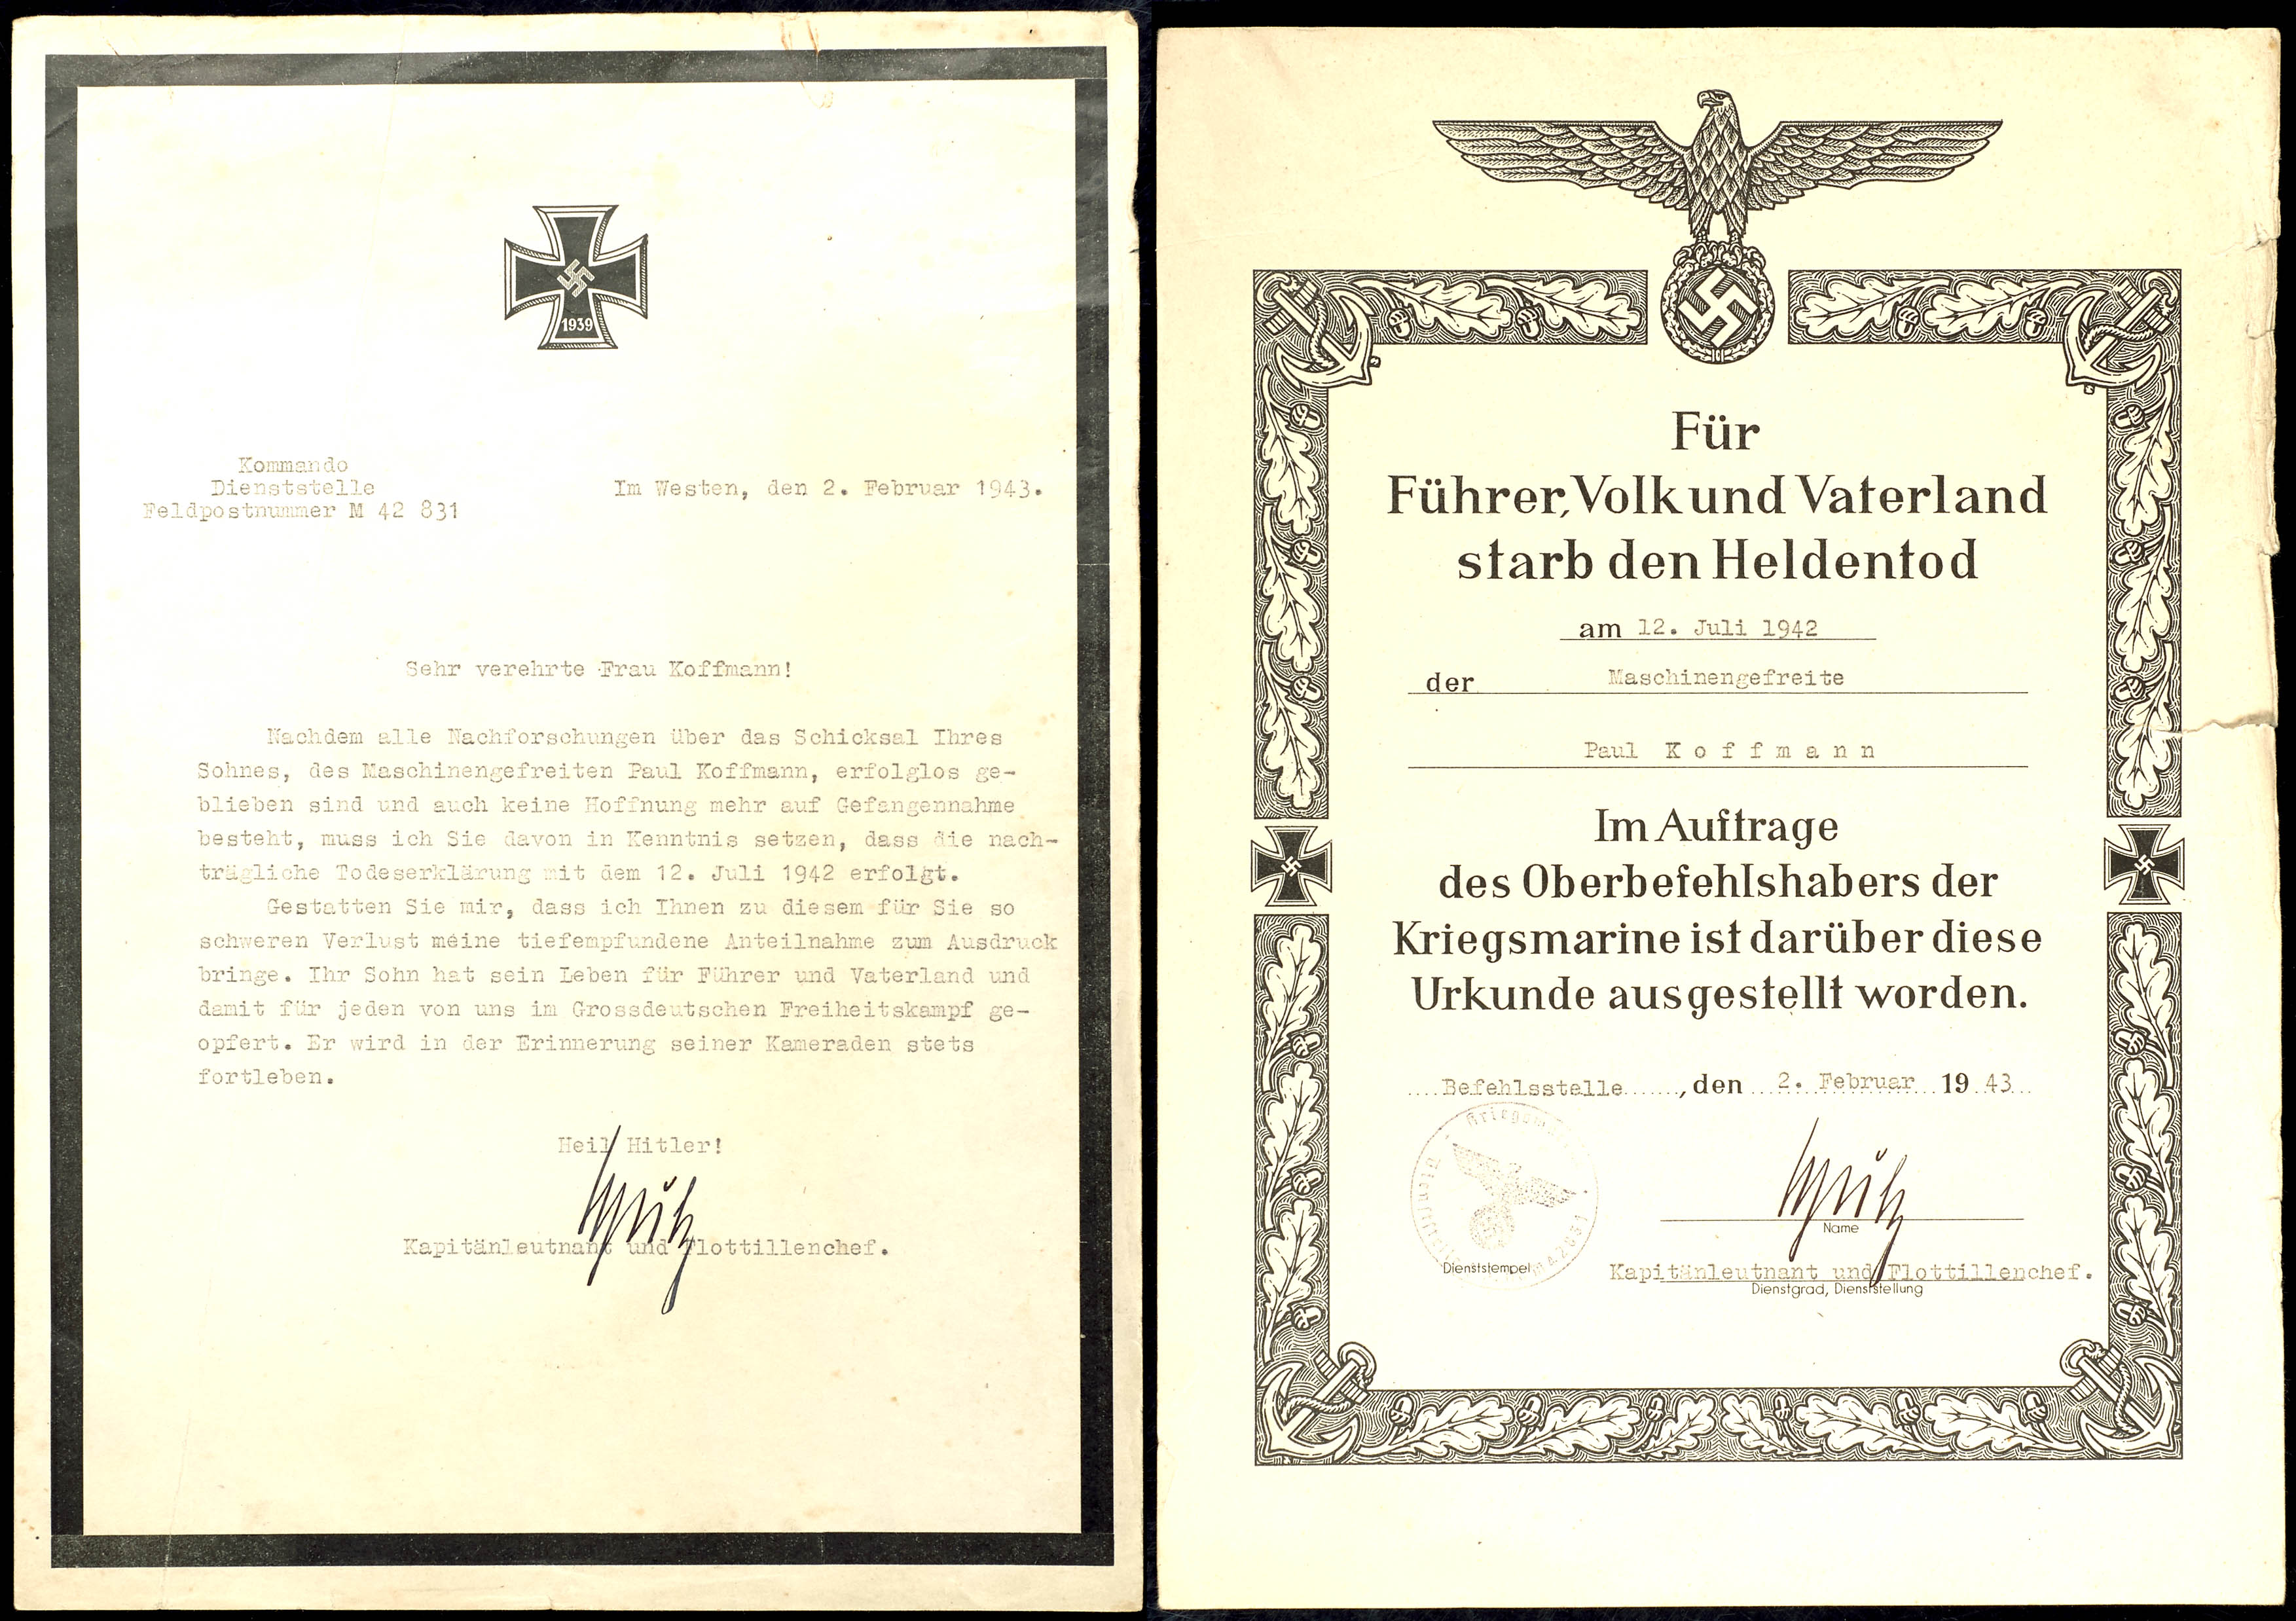 1939
Kommando
Dienststelle
Feldpostnummer M 42 831
Im Westen, den 2. Februar 1943.
Sehr verehrte Frau Koffmann!
Nachdem alle Nachforschungen über das Schicksal Ihres
Sohnes, des Maschinengefreiten Paul Koffmann, erfolglos ge-
blieben sind und auch keine Hoffnung mehr auf Gefangennahme
besteht, muss ich Sie davon in Kenntnis setzen, dass die nach-
trägliche Todeserklärung mit dem 12. Juli 1942 erfolgt.
Gestatten Sie mir, dass ich Ihnen zu diesem für Sie so
schweren Verlust meine tiefempfundene Anteilnahme zum Ausdruck
bringe. Ihr Sohn hat sein Leben für Führer und Vaterland und
damit für jeden von uns im Grossdeutschen Freiheitskampf ge-
opfert. Er wird in der Erinnerung seiner Kameraden stets
fortleben.
Heil Hitler!
Kapitänleutnant und Flottillenchef.
Für
Führer, Volk und Vaterland
starb den Heldentod
am 12. Juli 1942
der Maschinengefreite
Paul Koffmann
Im Auftrage
des Oberbefehlshabers der
Kriegsmarine ist darüber diese
Urkunde ausgestellt worden.
Befehlsstelle, den 2. Februar 1943
Name
Dienststempel
Kapitänleutnant und Flottillenchef.
Dienstgrad, Dienststellung